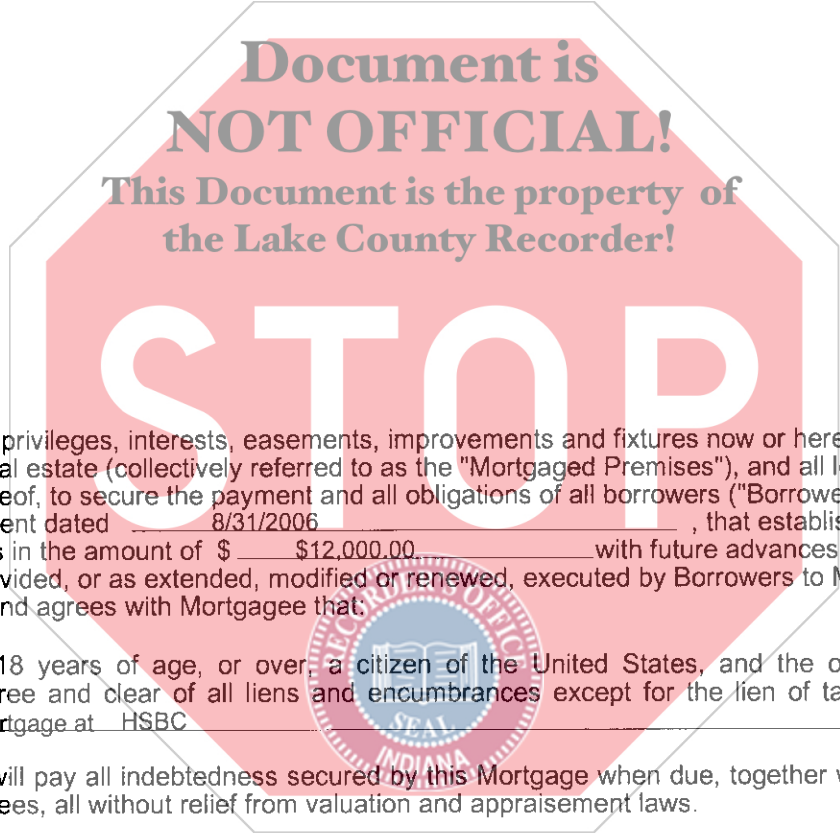 Document is
NOT OFFICIAL!
This Document is the property of
the Lake County Recorder!
STOP
privileges, interests, easements, improvements and fixtures now or here
al estate (collectively referred to as the "Mortgaged Premises"), and all l
eof, to secure the payment and all obligations of all borrowers ("Borrowe
ent dated 8/31/2006 , that establis
s in the amount of $ $12,000.00 with future advances
vided, or as extended, modified or renewed, executed by Borrowers to M
nd agrees with Mortgagee that:
RECORDER'S OFFICE
18 years of age, or over, a citizen of the United States, and the o
ree and clear of all liens and encumbrances except for the lien of ta
rtgage at HSBC
SEAL
INDIANA
vill pay all indebtedness secured by this Mortgage when due, together w
ees, all without relief from valuation and appraisement laws.